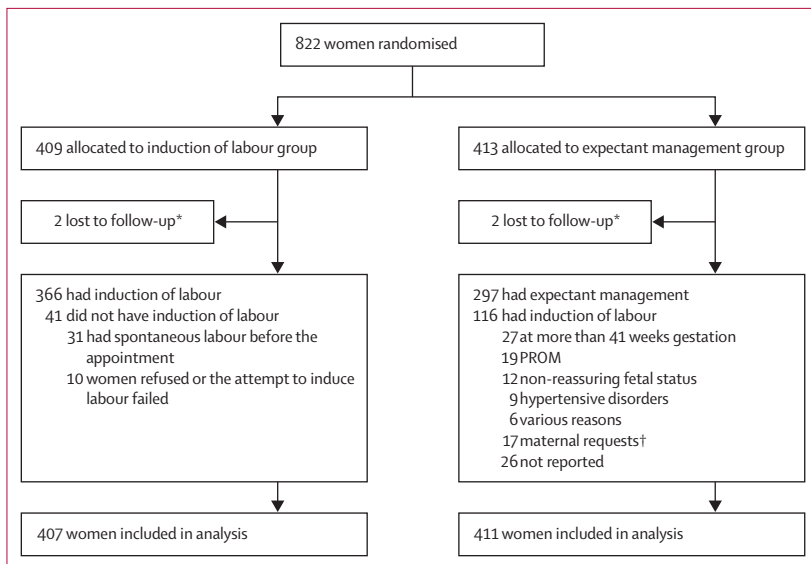 822 women randomised
409 allocated to induction of labour group
413 allocated to expectant management group
2 lost to follow-up*
2 lost to follow-up*
366 had induction of labour
41 did not have induction of labour
31 had spontaneous labour before the
appointment
10 women refused or the attempt to induce
labour failed
297 had expectant management
116 had induction of labour
27 at more than 41 weeks gestation
19 PROM
12 non-reassuring fetal status
9 hypertensive disorders
6 various reasons
17 maternal requests†
26 not reported
407 women included in analysis
411 women included in analysis